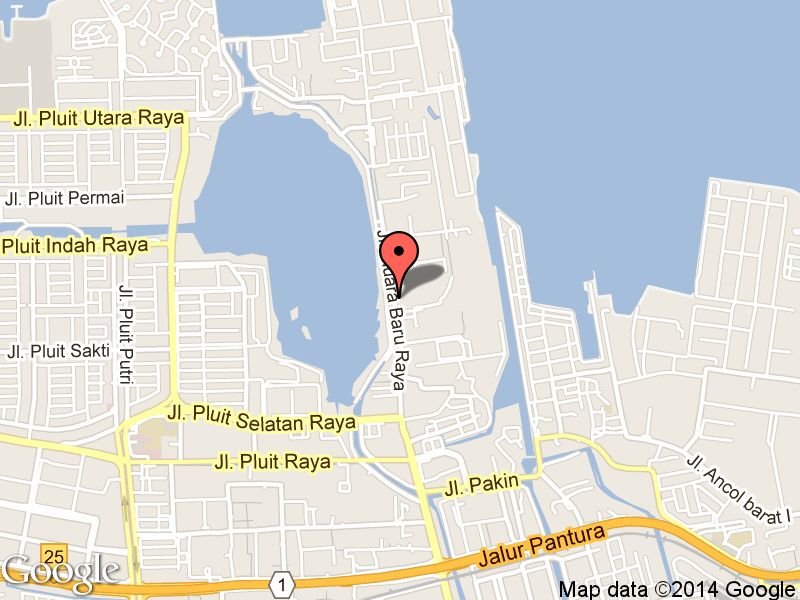 Jl. Pluit Utara Raya
Jl. Pluit Permai
Pluit Indah Raya
Jl. Muara Baru Raya
Jl. Pluit Putri
Jl. Pluit Sakti
Jl. Pluit Selatan Raya
Jl. Pluit Raya
Jl. Pakin
Jl. Ancol barat I
Jalur Pantura
25
1
Google
Map data ©2014 Google